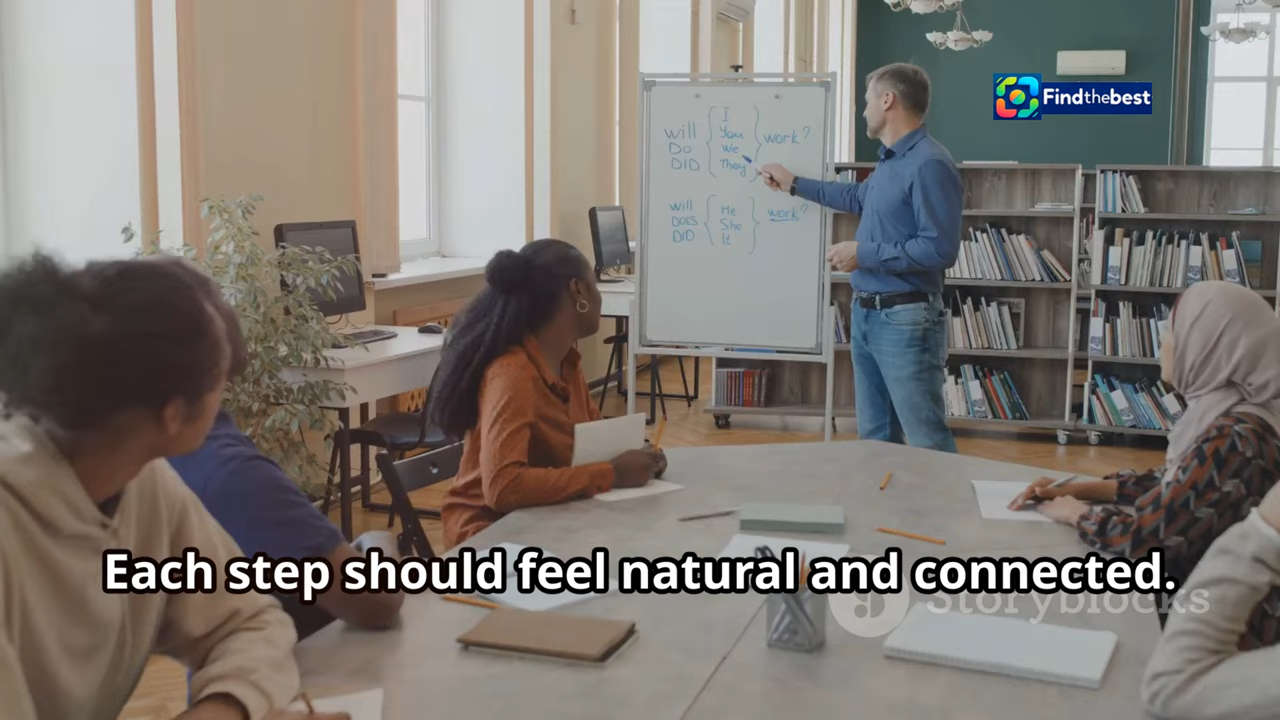 Findthebest
will
Do
DID
I
You
We
They
work?
will
DOES
DID
He
She
It
work?
Each step should feel natural and connected.
Storyblocks